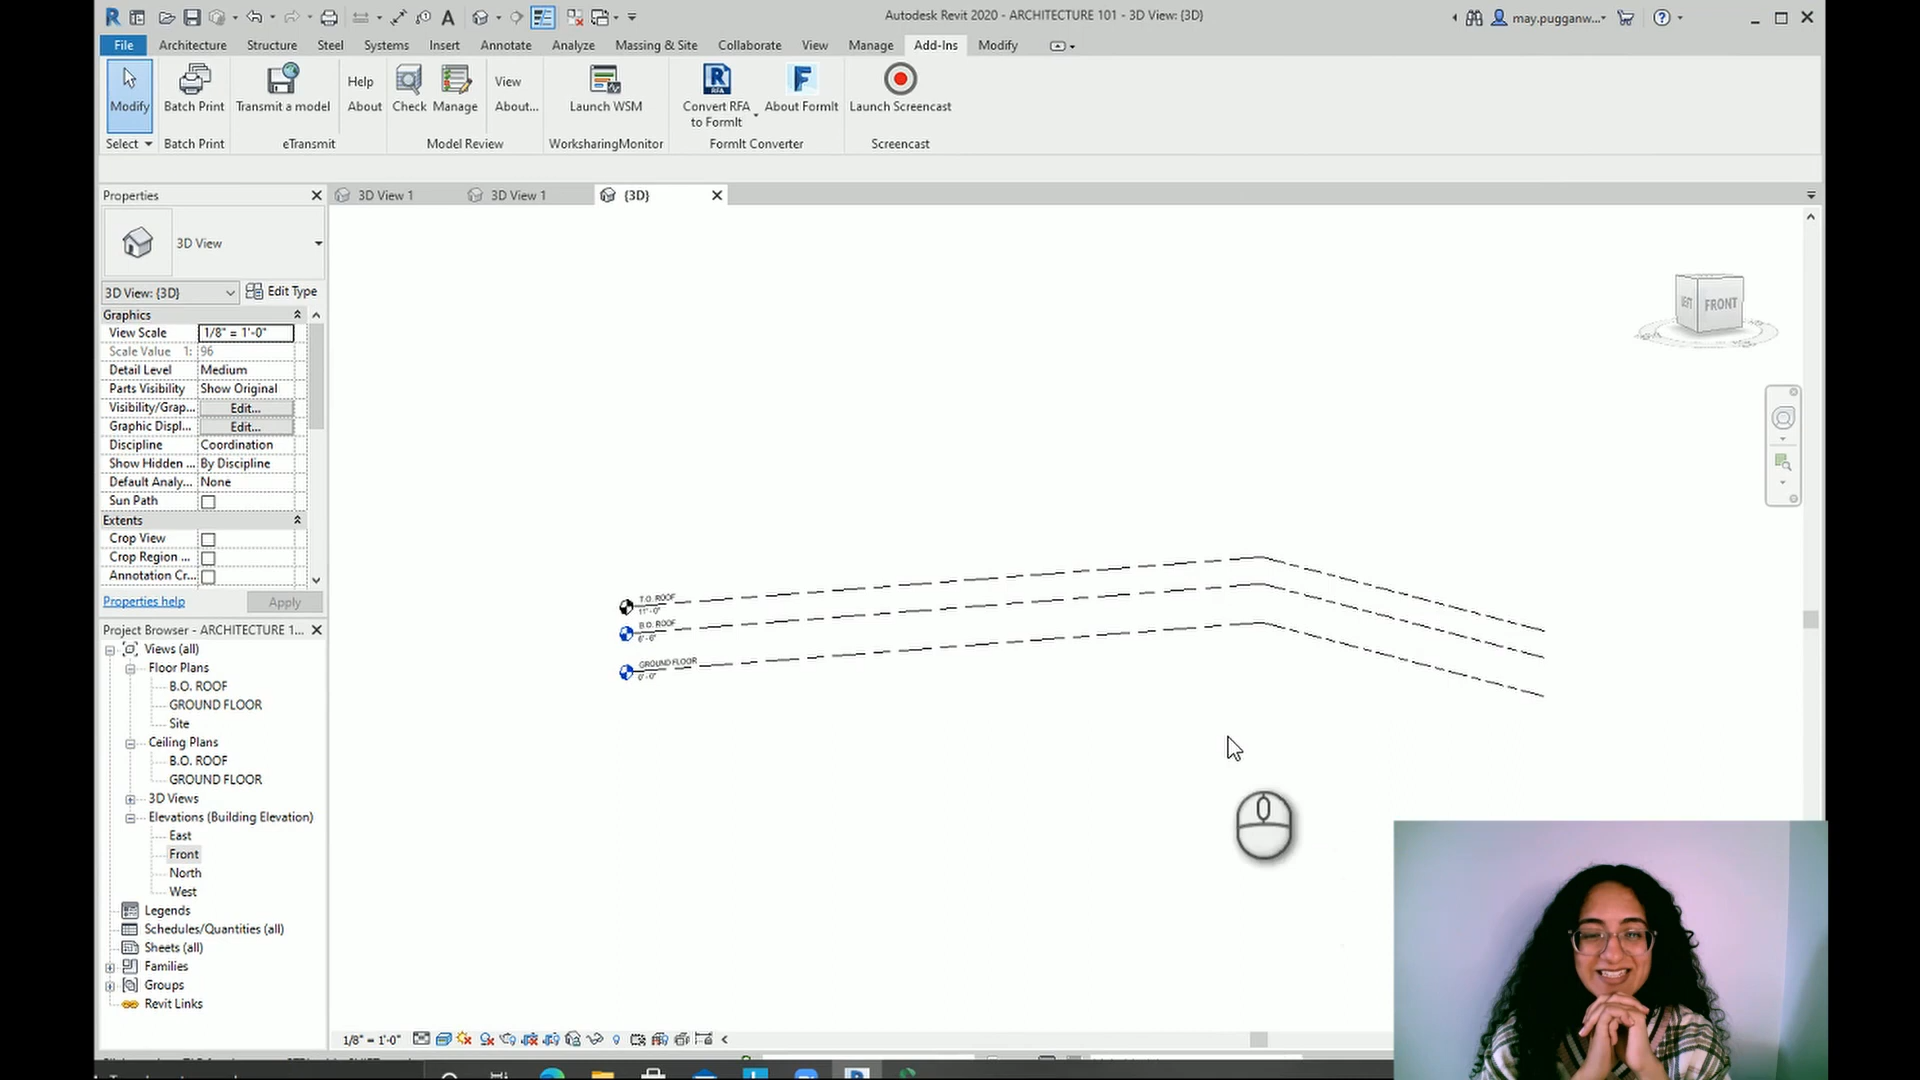 Autodesk Revit 2020 - ARCHITECTURE 101 - 3D View: {3D}
may.pugganw...
File Architecture Structure Steel Systems Insert Annotate Analyze Massing & Site Collaborate View Manage Add-Ins Modify
Modify
Batch Print
Transmit a model
Help
About
Check
Manage
View
About...
Launch WSM
Convert RFA
to FormIt
About FormIt
Launch Screencast
Select
Batch Print
eTransmit
Model Review
WorksharingMonitor
FormIt Converter
Screencast
Properties
3D View 1
3D View 1
{3D}
3D View
3D View: {3D}
Edit Type
Graphics
View Scale 1/8" = 1'-0"
Scale Value 1: 96
Detail Level Medium
Parts Visibility Show Original
Visibility/Grap... Edit...
Graphic Displ... Edit...
Discipline Coordination
Show Hidden ... By Discipline
Default Analy... None
Sun Path
Extents
Crop View
Crop Region ...
Annotation Cr...
Properties help
Apply
Project Browser - ARCHITECTURE 1...
Views (all)
Floor Plans
B.O. ROOF
GROUND FLOOR
Site
Ceiling Plans
B.O. ROOF
GROUND FLOOR
3D Views
Elevations (Building Elevation)
East
Front
North
West
Legends
Schedules/Quantities (all)
Sheets (all)
Families
Groups
Revit Links
LEFT
FRONT
T.O. ROOF
11' - 0"
B.O. ROOF
6' - 6"
GROUND FLOOR
0' - 0"
1/8" = 1'-0"